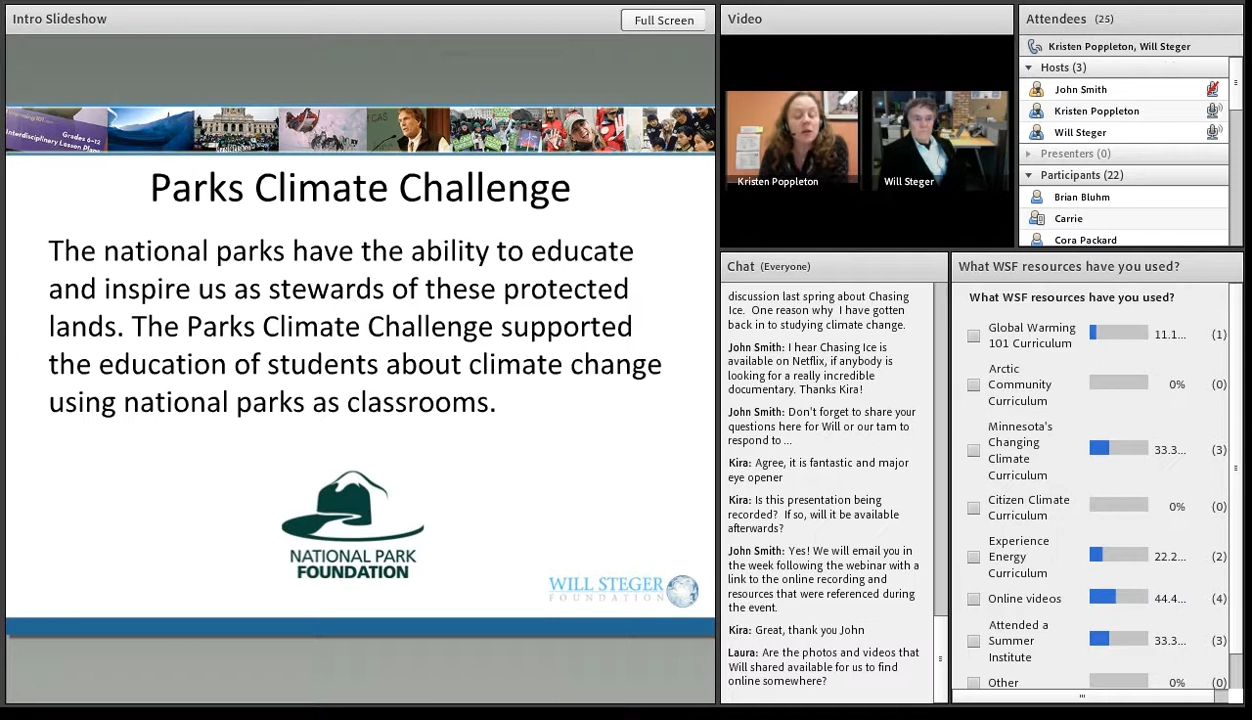 Intro Slideshow
Full Screen
Grades 6-12
Interdisciplinary Lesson Plans
CAS
Parks Climate Challenge
The national parks have the ability to educate
and inspire us as stewards of these protected
lands. The Parks Climate Challenge supported
the education of students about climate change
using national parks as classrooms.
NATIONAL PARK
FOUNDATION
WILL STEGER
FOUNDATION
Video
Kristen Poppleton
Will Steger
Attendees (25)
Kristen Poppleton, Will Steger
Hosts (3)
John Smith
Kristen Poppleton
Will Steger
Presenters (0)
Participants (22)
Brian Bluhm
Carrie
Cora Packard
Chat (Everyone)
discussion last spring about Chasing
Ice. One reason why I have gotten
back in to studying climate change.
John Smith: I hear Chasing Ice is
available on Netflix, if anybody is
looking for a really incredible
documentary. Thanks Kira!
John Smith: Don't forget to share your
questions here for Will or our tam to
respond to ...
Kira: Agree, it is fantastic and major
eye opener
Kira: Is this presentation being
recorded? If so, will it be available
afterwards?
John Smith: Yes! We will email you in
the week following the webinar with a
link to the online recording and
resources that were referenced during
the event.
Kira: Great, thank you John
Laura: Are the photos and videos that
Will shared available for us to find
online somewhere?
What WSF resources have you used?
What WSF resources have you used?
Global Warming
101 Curriculum
11.1... (1)
Arctic
Community
Curriculum
0% (0)
Minnesota's
Changing
Climate
Curriculum
33.3... (3)
Citizen Climate
Curriculum
0% (0)
Experience
Energy
Curriculum
22.2... (2)
Online videos 44.4... (4)
Attended a
Summer
Institute
33.3... (3)
Other 0% (0)